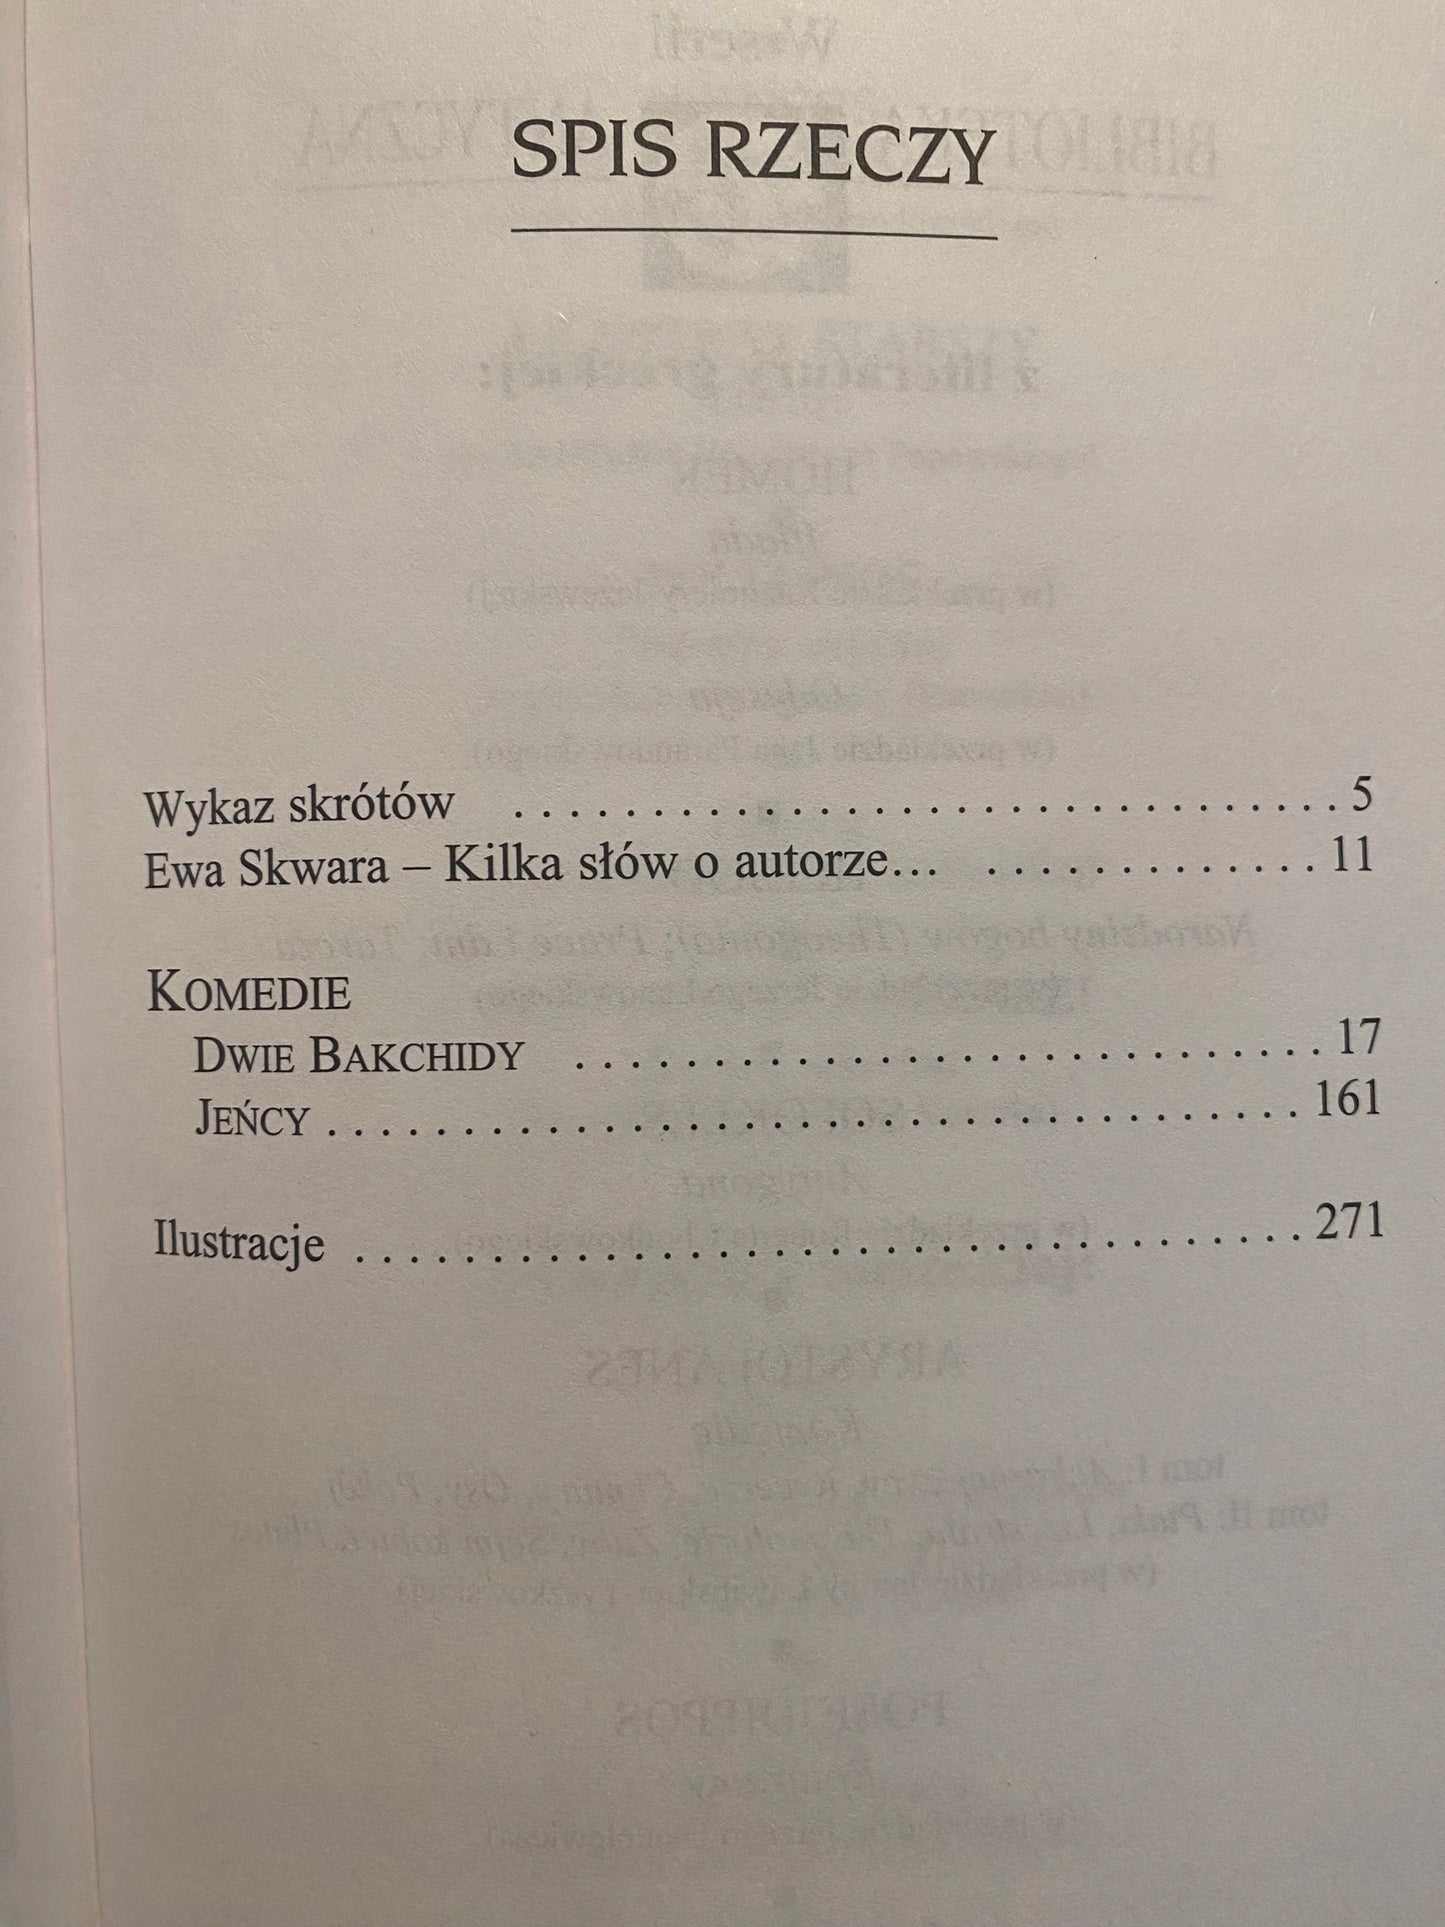 SPIS RZECZY
Wykaz skrótów . . . . . . . . . . . . . . . . . . . . . . . . . . . . . . 5
Ewa Skwara – Kilka słów o autorze... . . . . . . . . . . . . . 11
KOMEDIE
DWIE BAKCHIDY . . . . . . . . . . . . . . . . . . . . . . . . . . . . 17
JEŃCY . . . . . . . . . . . . . . . . . . . . . . . . . . . . . . . . . . . . 161
Ilustracje . . . . . . . . . . . . . . . . . . . . . . . . . . . . . . . . . . . 271